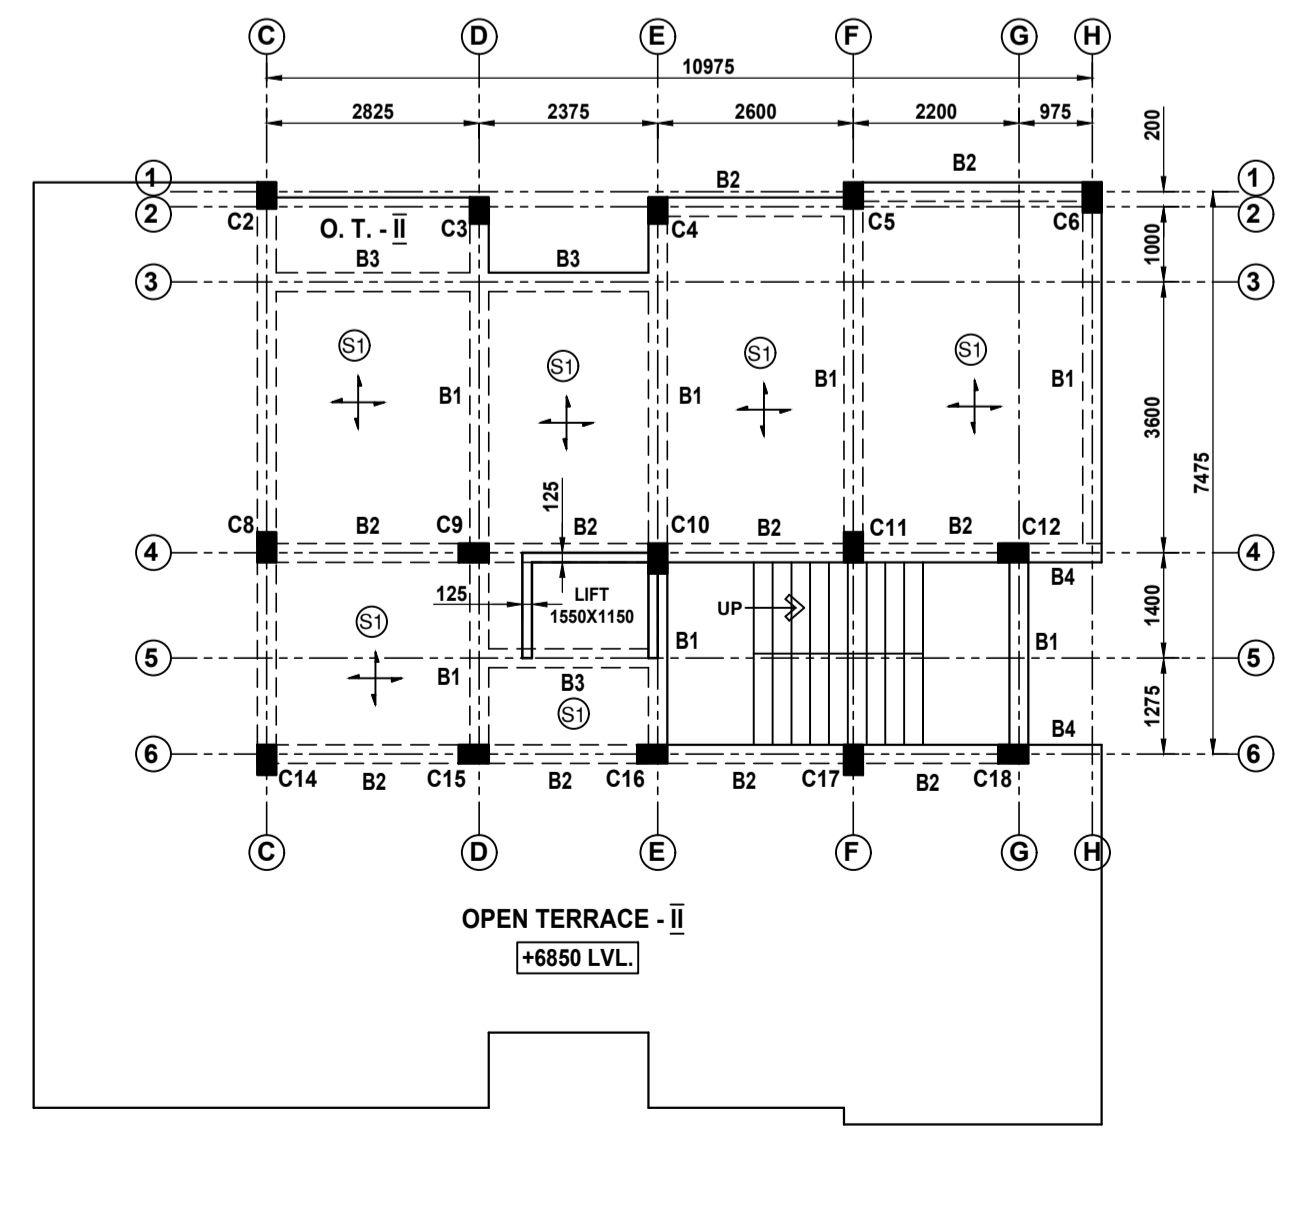 C D E F G H
10975
2825 2375 2600 2200 975
200
1 B2 B2 1
2 2
C2 O. T. - II C3 C4 C5 C6
B3 B3 1000
3 3
S1 S1 S1 S1
B1 B1 B1 B1
3600
7475
125
C8 B2 C9 B2 C10 B2 C11 B2 C12
4 4
B4
125 LIFT
1550X1150
UP
1400
S1
B1 B1
5 5
B1 B3
S1
1275
B4
6 6
C14 B2 C15 B2 C16 B2 C17 B2 C18
C D E F G H
OPEN TERRACE - II
+6850 LVL.